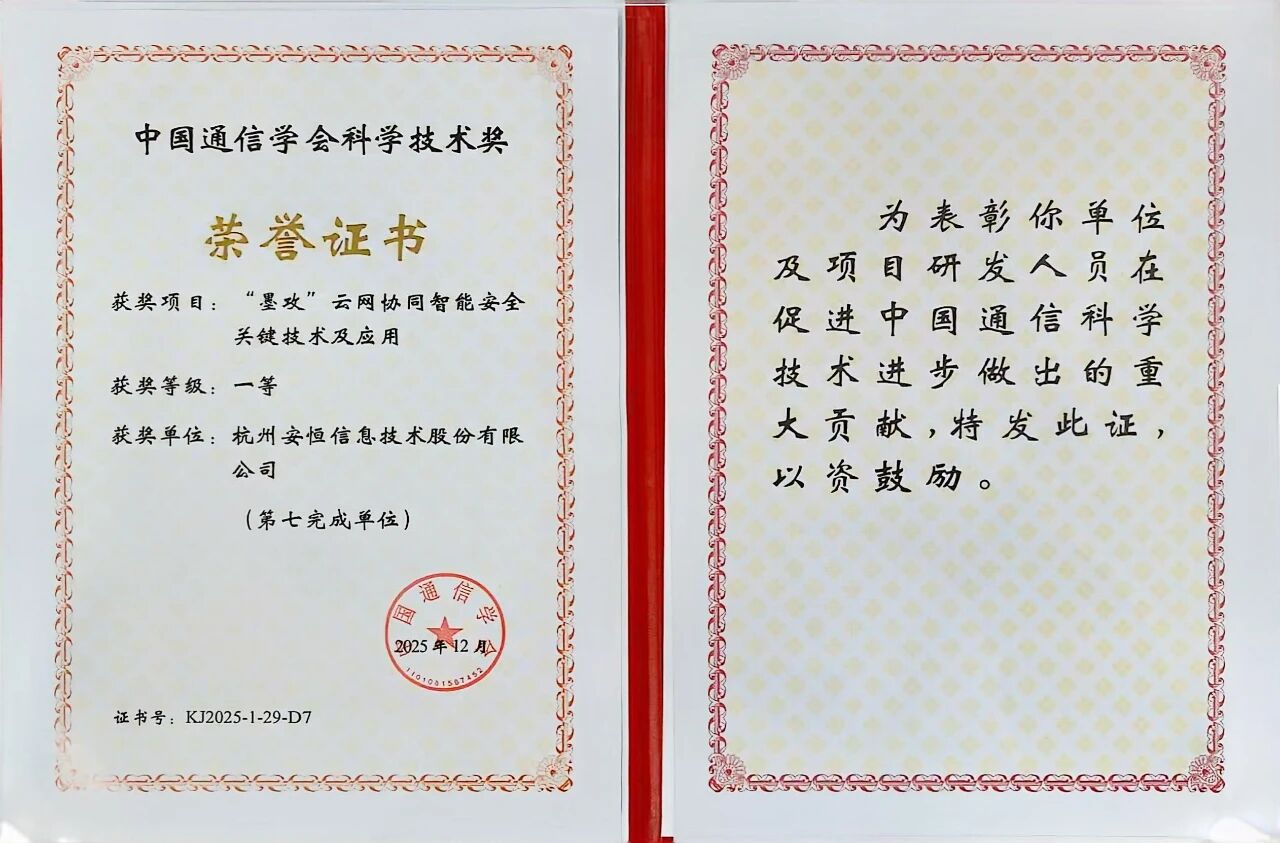 中国通信学会科学技术奖
荣誉证书
获奖项目：“墨攻”云网协同智能安全
关键技术及应用
获奖等级：一等
获奖单位：杭州安恒信息技术股份有限
公司
（第七完成单位）
中国通信学会
2025年12月
证书号：KJ2025-1-29-D7
为表彰你单位
及项目研发人员在
促进中国通信科学
技术进步做出的重
大贡献，特发此证，
以资鼓励。